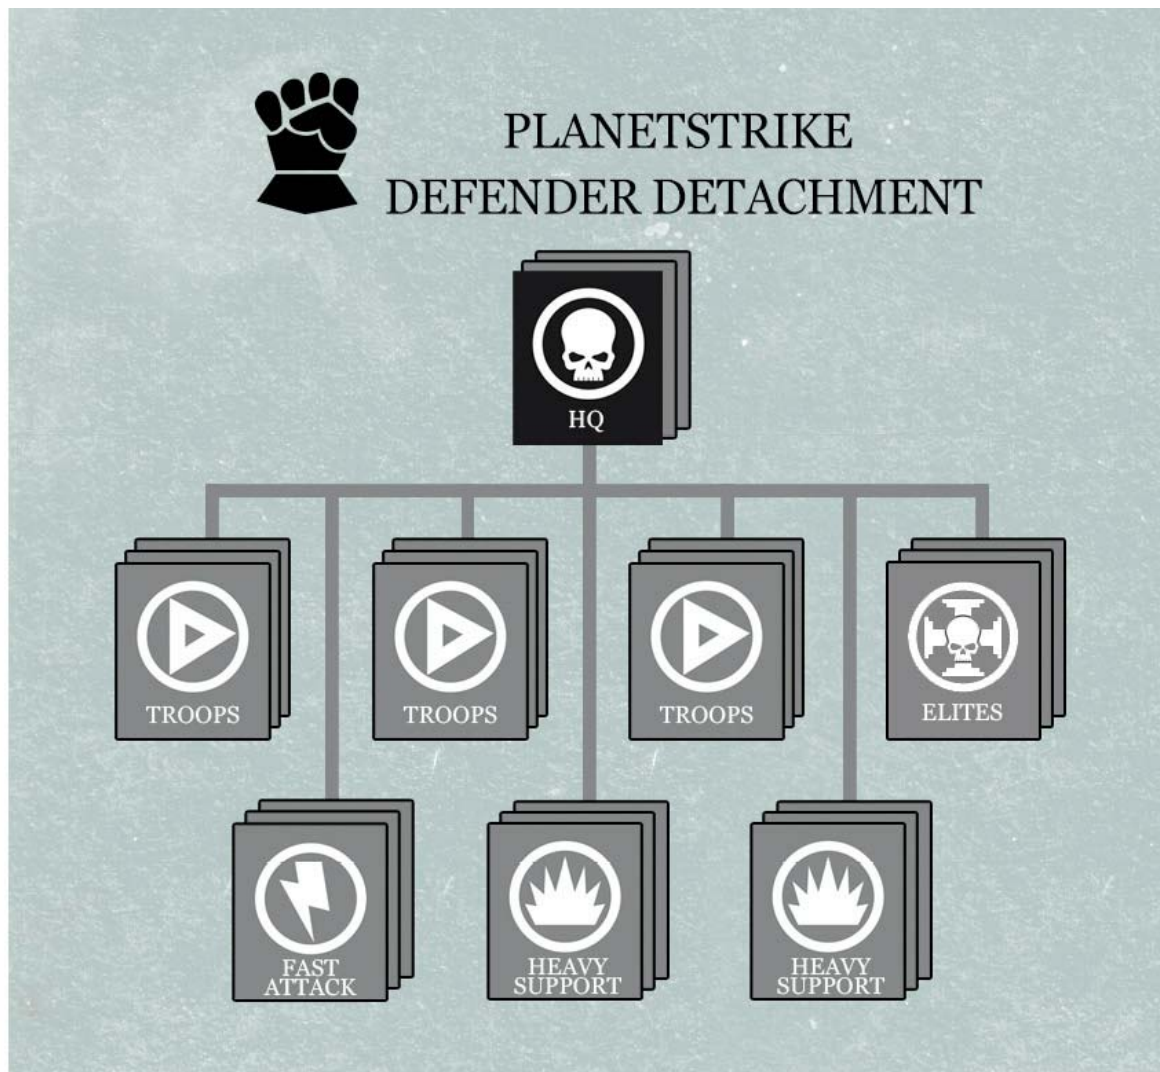 PLANETSTRIKE
DEFENDER DETACHMENT
HQ
TROOPS
TROOPS
TROOPS
ELITES
FAST
ATTACK
HEAVY
SUPPORT
HEAVY
SUPPORT